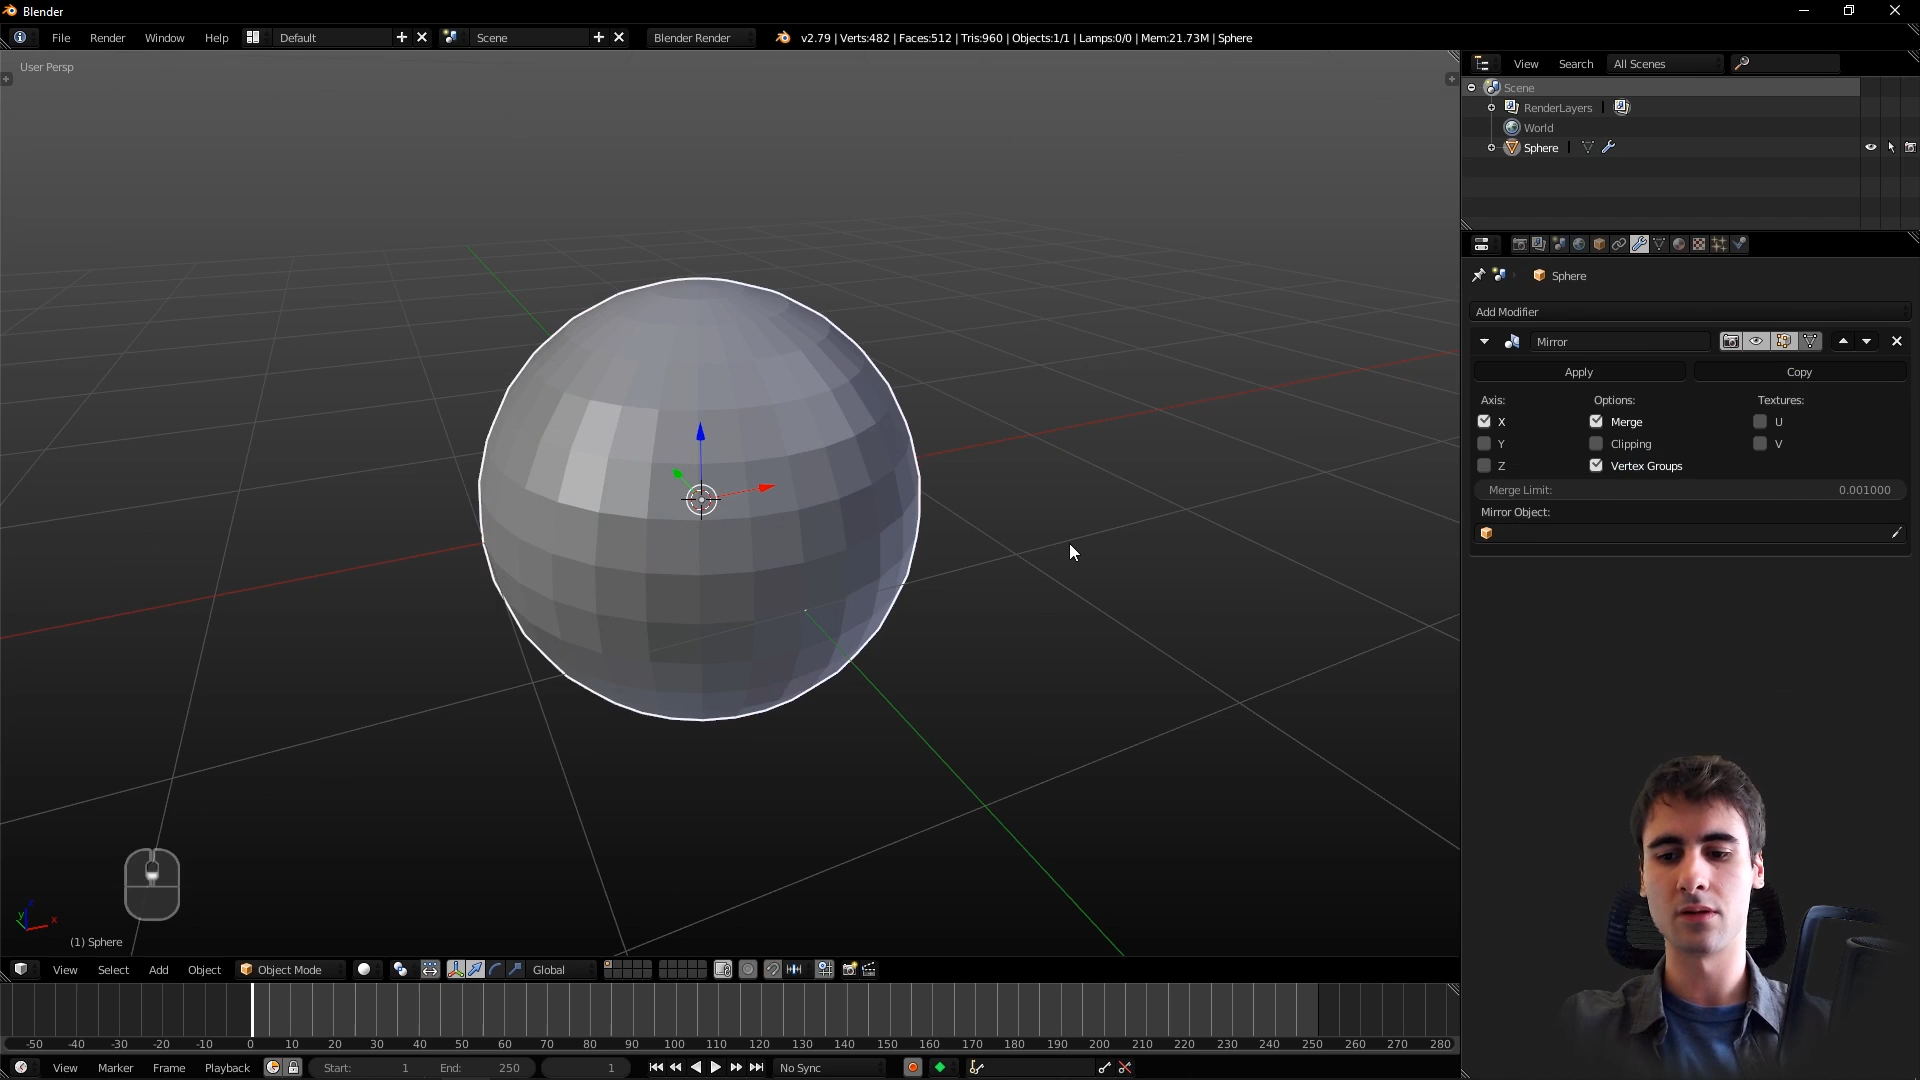 Blender
File Render Window Help Default Scene Blender Render v2.79 | Verts:482 | Faces:512 | Tris:960 | Objects:1/1 | Lamps:0/0 | Mem:21.73M | Sphere
User Persp
View Search All Scenes
Scene
RenderLayers
World
Sphere
Sphere
Add Modifier
Mirror
Apply Copy
Axis: Options: Textures:
X Merge U
Y Clipping V
Z Vertex Groups
Merge Limit: 0.001000
Mirror Object:
z
y x
(1) Sphere
View Select Add Object Object Mode Global
-50 -40 -30 -20 -10 0 10 20 30 40 50 60 70 80 90 100 110 120 130 140 150 160 170 180 190 200 210 220 230 240 250 260 270 280
View Marker Frame Playback Start: 1 End: 250 1 No Sync